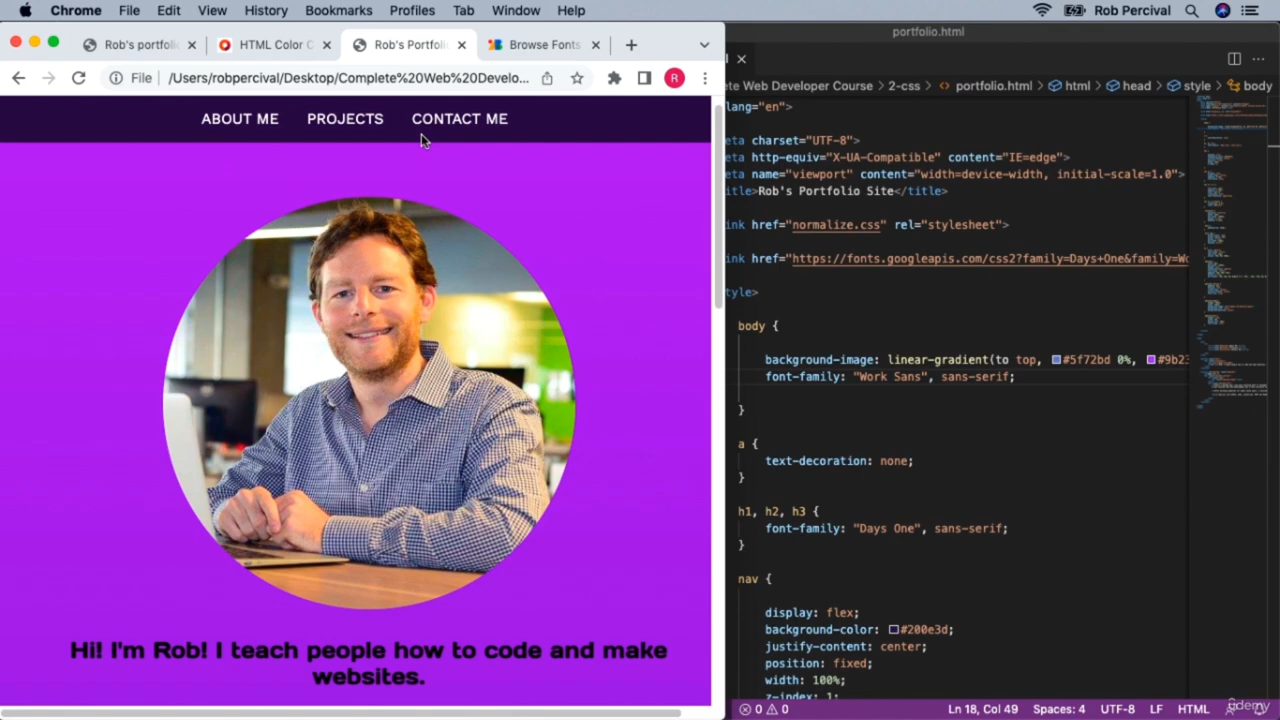 Chrome File Edit View History Bookmarks Profiles Tab Window Help Rob Percival
portfolio.html
Rob's portfoli HTML Color C Rob's Portfoli Browse Fonts
File /Users/robpercival/Desktop/Complete%20Web%20Develo... R
ete Web Developer Course > 2-css > portfolio.html > html > head > style > body
ABOUT ME PROJECTS CONTACT ME
Hi! I'm Rob! I teach people how to code and make
websites.
lang="en">
eta charset="UTF-8">
eta http-equiv="X-UA-Compatible" content="IE=edge">
eta name="viewport" content="width=device-width, initial-scale=1.0">
itle>Rob's Portfolio Site</title>
ink href="normalize.css" rel="stylesheet">
ink href="https://fonts.googleapis.com/css2?family=Days+One&family=Wo
tyle>
body {
background-image: linear-gradient(to top, #5f72bd 0%, #9b23
font-family: "Work Sans", sans-serif;
}
a {
text-decoration: none;
}
h1, h2, h3 {
font-family: "Days One", sans-serif;
}
nav {
display: flex;
background-color: #200e3d;
justify-content: center;
position: fixed;
width: 100%;
z-index: 1;
0 0 Ln 18, Col 49 Spaces: 4 UTF-8 LF HTML
udemy